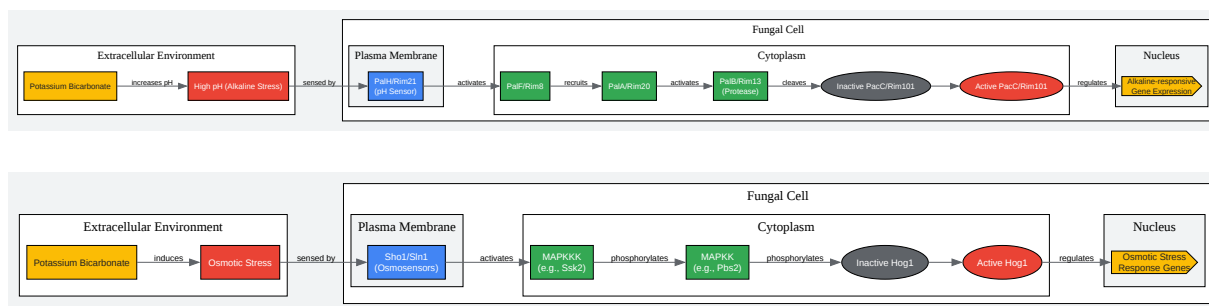 Fungal Cell
Extracellular Environment
Plasma Membrane
Cytoplasm
Nucleus
Potassium Bicarbonate
increases pH
High pH (Alkaline Stress)
sensed by
PalH/Rim21
(pH Sensor)
activates
PalF/Rim8
recruits
PalA/Rim20
activates
PalB/Rim13
(Protease)
cleaves
Inactive PacC/Rim101
Active PacC/Rim101
regulates
Alkaline-responsive
Gene Expression
Fungal Cell
Extracellular Environment
Plasma Membrane
Cytoplasm
Nucleus
Potassium Bicarbonate
induces
Osmotic Stress
sensed by
Sho1/Sln1
(Osmosensors)
activates
MAPKKK
(e.g., Ssk2)
phosphorylates
MAPKK
(e.g., Pbs2)
phosphorylates
Inactive Hog1
Active Hog1
regulates
Osmotic Stress
Response Genes